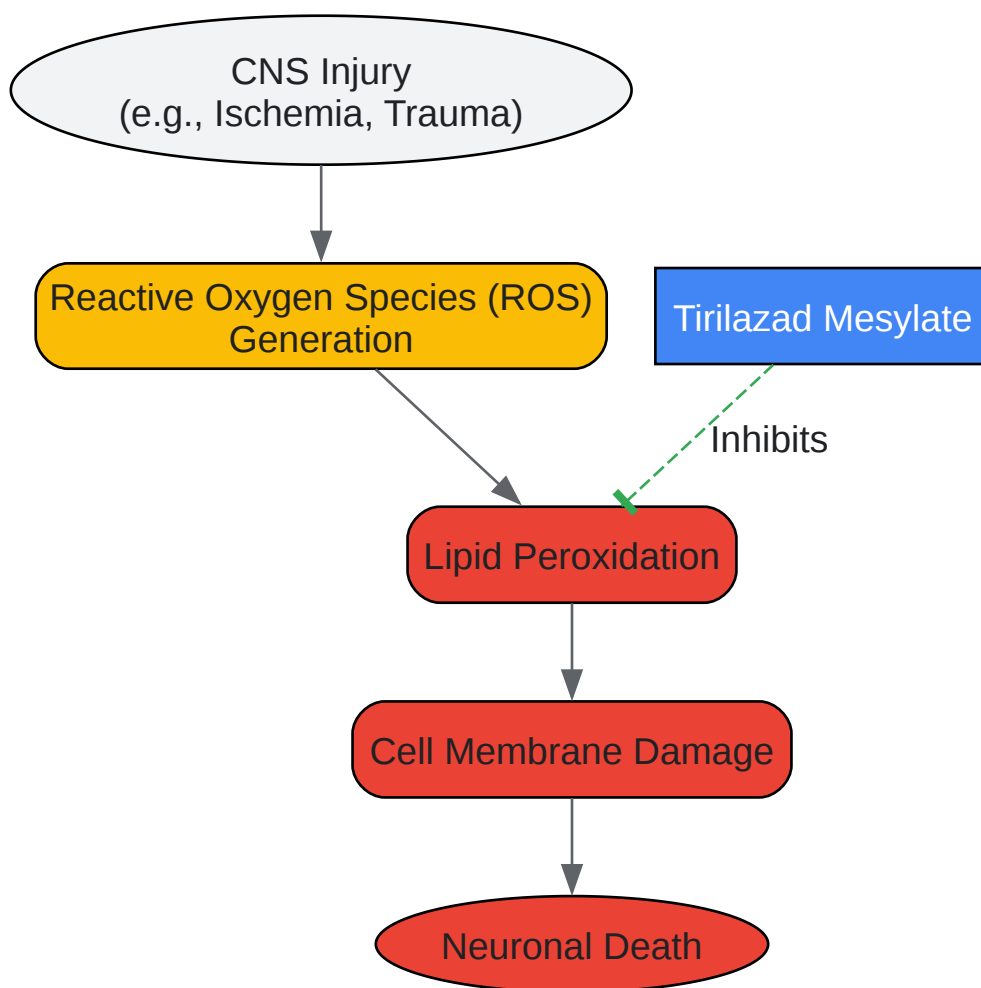 CNS Injury
(e.g., Ischemia, Trauma)
Reactive Oxygen Species (ROS)
Generation
Tirilazad Mesylate
Inhibits
Lipid Peroxidation
Cell Membrane Damage
Neuronal Death